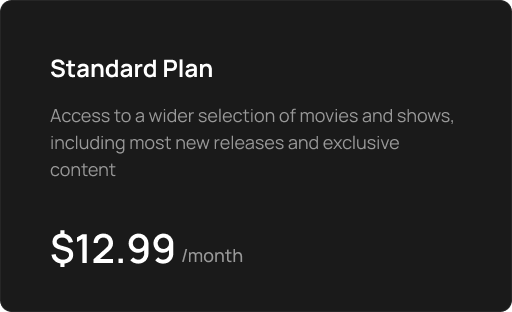 Standard Plan
Access to a wider selection of movies and shows,
including most new releases and exclusive
content
$12.99 /month